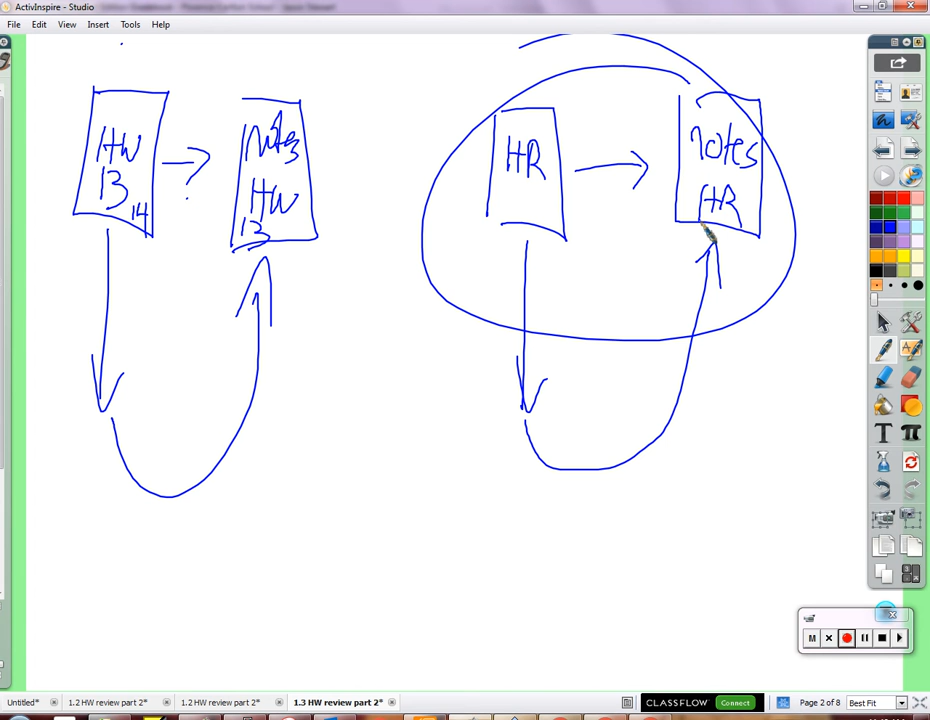 ActivInspire - Studio
File Edit View Insert Tools Help
HW
13
14
?
Notes
HW
13
HR
Notes
HR
M
Untitled*
1.2 HW review part 2*
1.2 HW review part 2*
1.3 HW review part 2*
CLASSFLOW Connect
Page 2 of 8
Best Fit